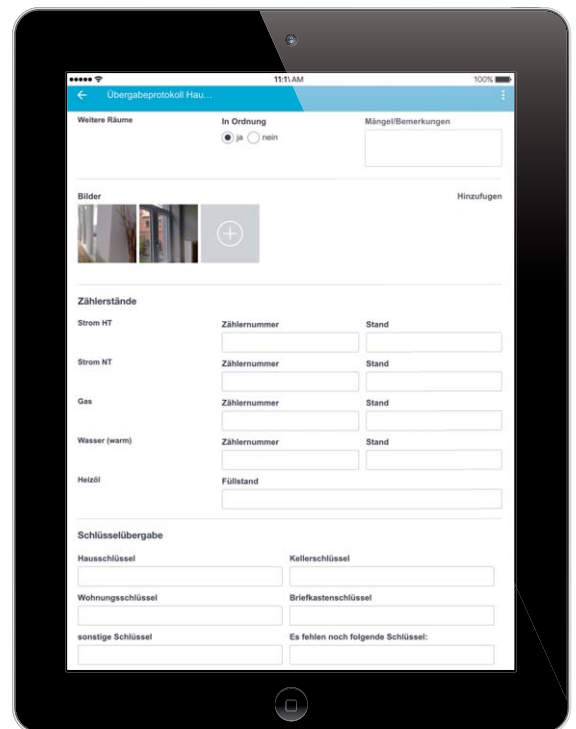 11:11 AM
100%
Übergabeprotokoll Hau...
Weitere Räume
In Ordnung
Mängel/Bemerkungen
ja nein
Bilder
Hinzufugen
Zählerstände
Strom HT
Zählernummer
Stand
Strom NT
Zählernummer
Stand
Gas
Zählernummer
Stand
Wasser (warm)
Zählernummer
Stand
Heizöl
Füllstand
Schlüsselübergabe
Hausschlüssel
Kellerschlüssel
Wohnungsschlüssel
Briefkastenschlüssel
sonstige Schlüssel
Es fehlen noch folgende Schlüssel: